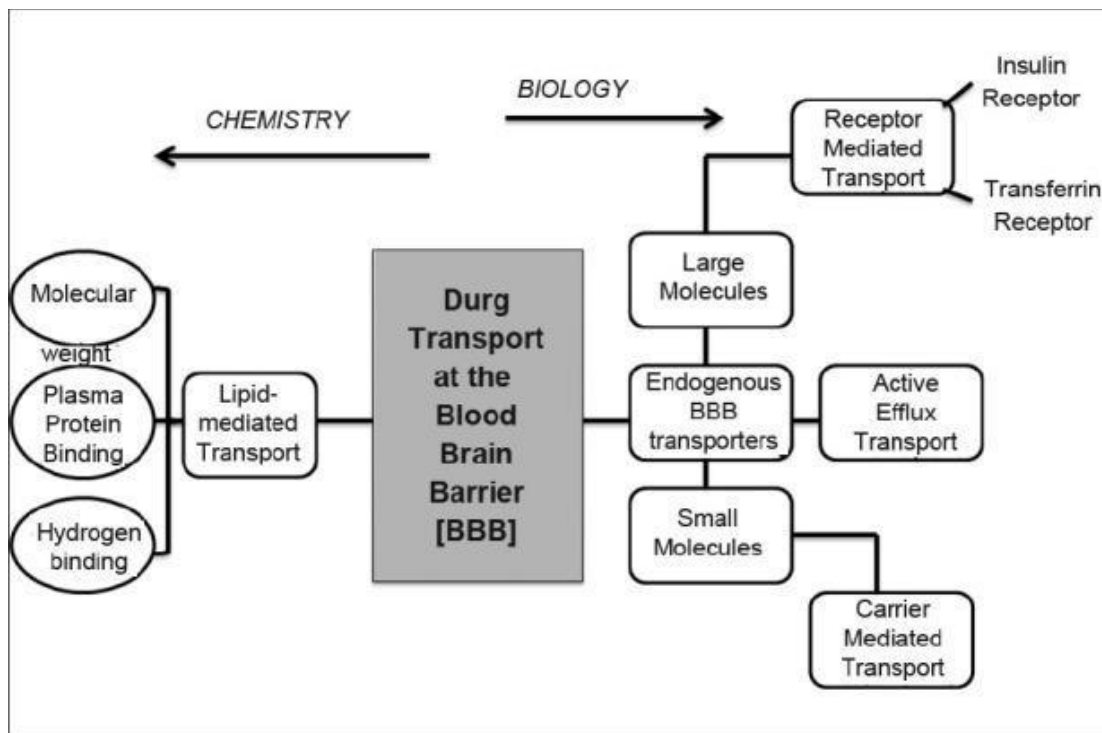 CHEMISTRY
BIOLOGY
Insulin
Receptor
Receptor
Mediated
Transport
Transferrin
Receptor
Large
Molecules
Molecular
weight
Plasma
Protein
Binding
Hydrogen
binding
Lipid-
mediated
Transport
Durg
Transport
at the
Blood
Brain
Barrier
[BBB]
Endogenous
BBB
transporters
Active
Efflux
Transport
Small
Molecules
Carrier
Mediated
Transport